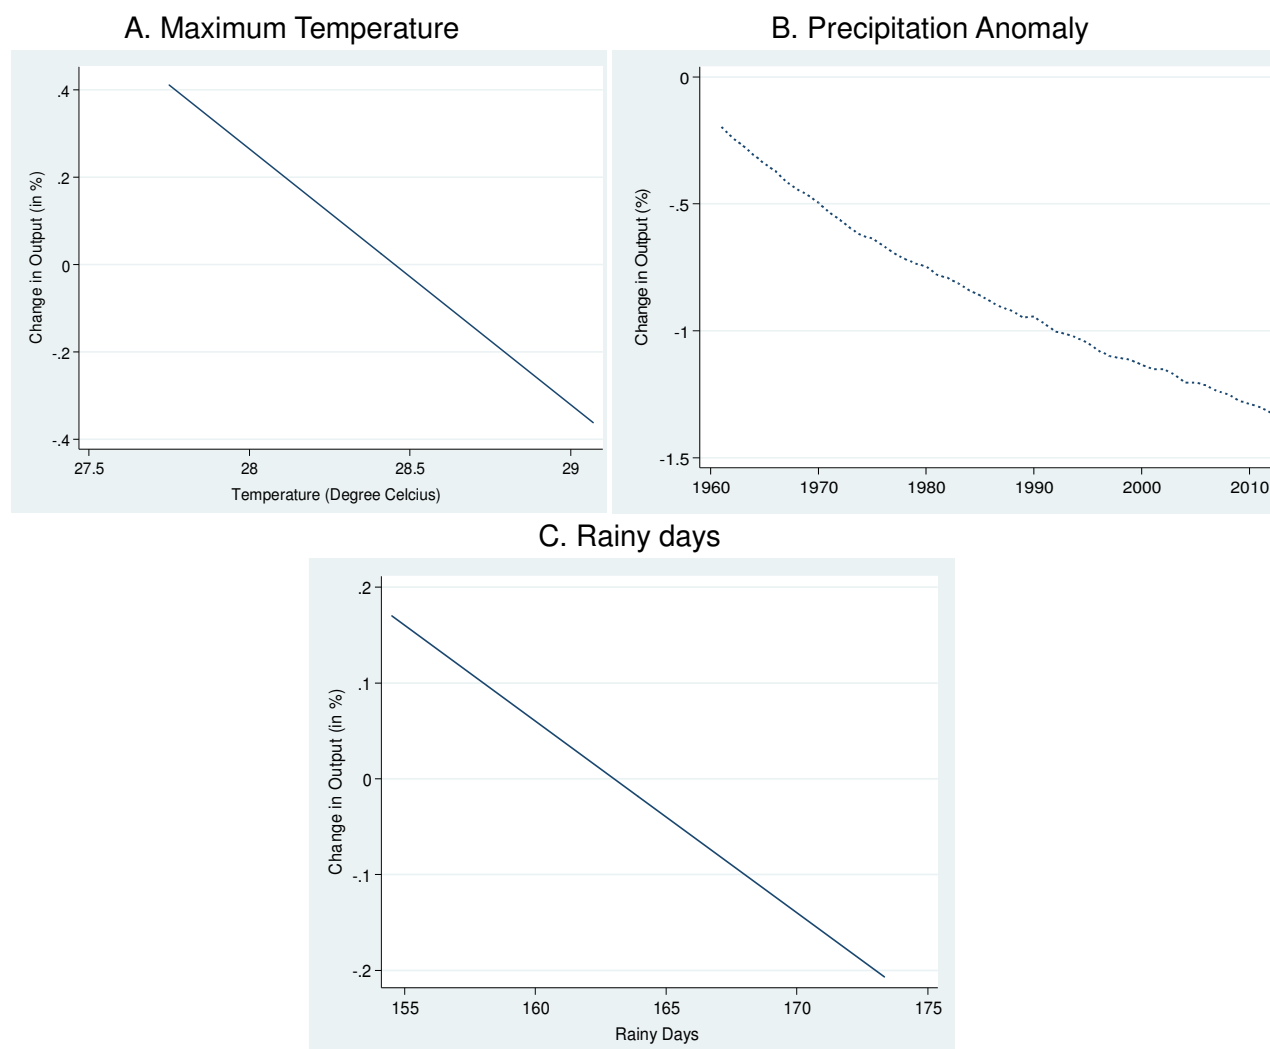 A. Maximum Temperature
.4
.2
0
-.2
-.4
Change in Output (in %)
27.5 28 28.5 29
Temperature (Degree Celcius)
B. Precipitation Anomaly
0
-.5
-1
-1.5
Change in Output (%)
1960 1970 1980 1990 2000 2010
C. Rainy days
.2
.1
0
-.1
-.2
Change in Output (in %)
155 160 165 170 175
Rainy Days